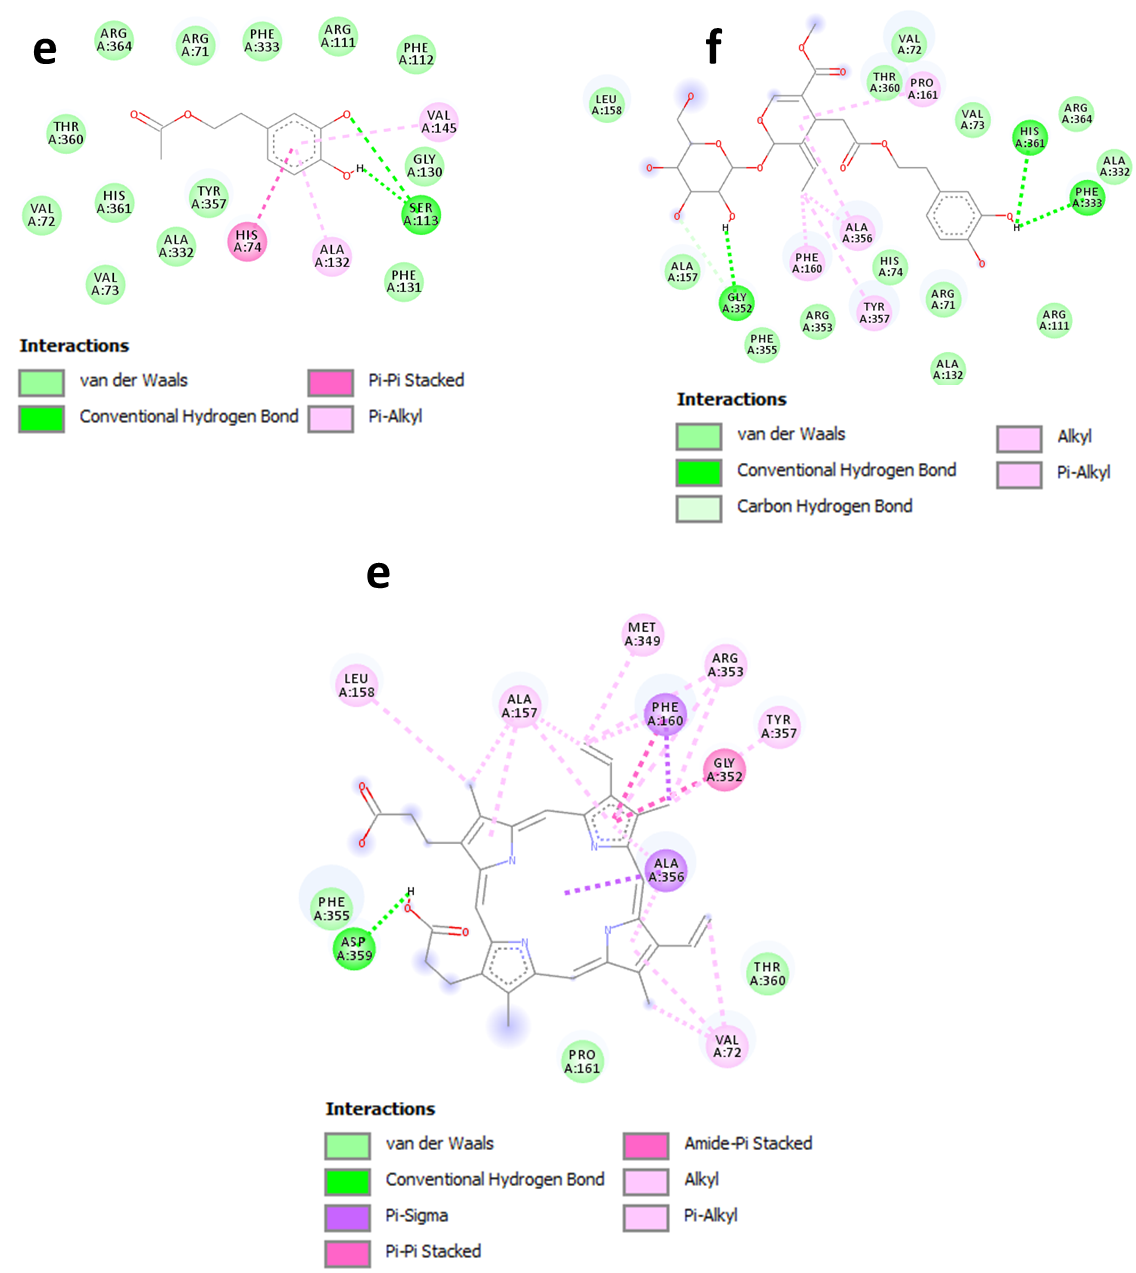 e
ARG
A:364
ARG
A:71
PHE
A:333
ARG
A:111
PHE
A:112
THR
A:360
O
O
O
VAL
A:145
GLY
A:130
H
O
VAL
A:72
HIS
A:361
TYR
A:357
SER
A:113
ALA
A:332
HIS
A:74
ALA
A:132
VAL
A:73
PHE
A:131
Interactions
van der Waals
Conventional Hydrogen Bond
Pi-Pi Stacked
Pi-Alkyl
f
O
O
VAL
A:72
THR
A:360
PRO
A:161
LEU
A:158
O
O
VAL
A:73
ARG
A:364
HIS
A:361
O
O
O
O
O
O
ALA
A:332
PHE
A:333
O
O
H
ALA
A:356
O
H
O
PHE
A:160
HIS
A:74
ALA
A:157
GLY
A:352
ARG
A:71
TYR
A:357
ARG
A:353
ARG
A:111
PHE
A:355
ALA
A:132
Interactions
van der Waals
Conventional Hydrogen Bond
Carbon Hydrogen Bond
Alkyl
Pi-Alkyl
e
MET
A:349
ARG
A:353
LEU
A:158
ALA
A:157
PHE
A:160
TYR
A:357
GLY
A:352
O
O
N
N
ALA
A:356
H
O
PHE
A:355
ASP
A:359
O
N
N
THR
A:360
VAL
A:72
PRO
A:161
Interactions
van der Waals
Conventional Hydrogen Bond
Pi-Sigma
Pi-Pi Stacked
Amide-Pi Stacked
Alkyl
Pi-Alkyl